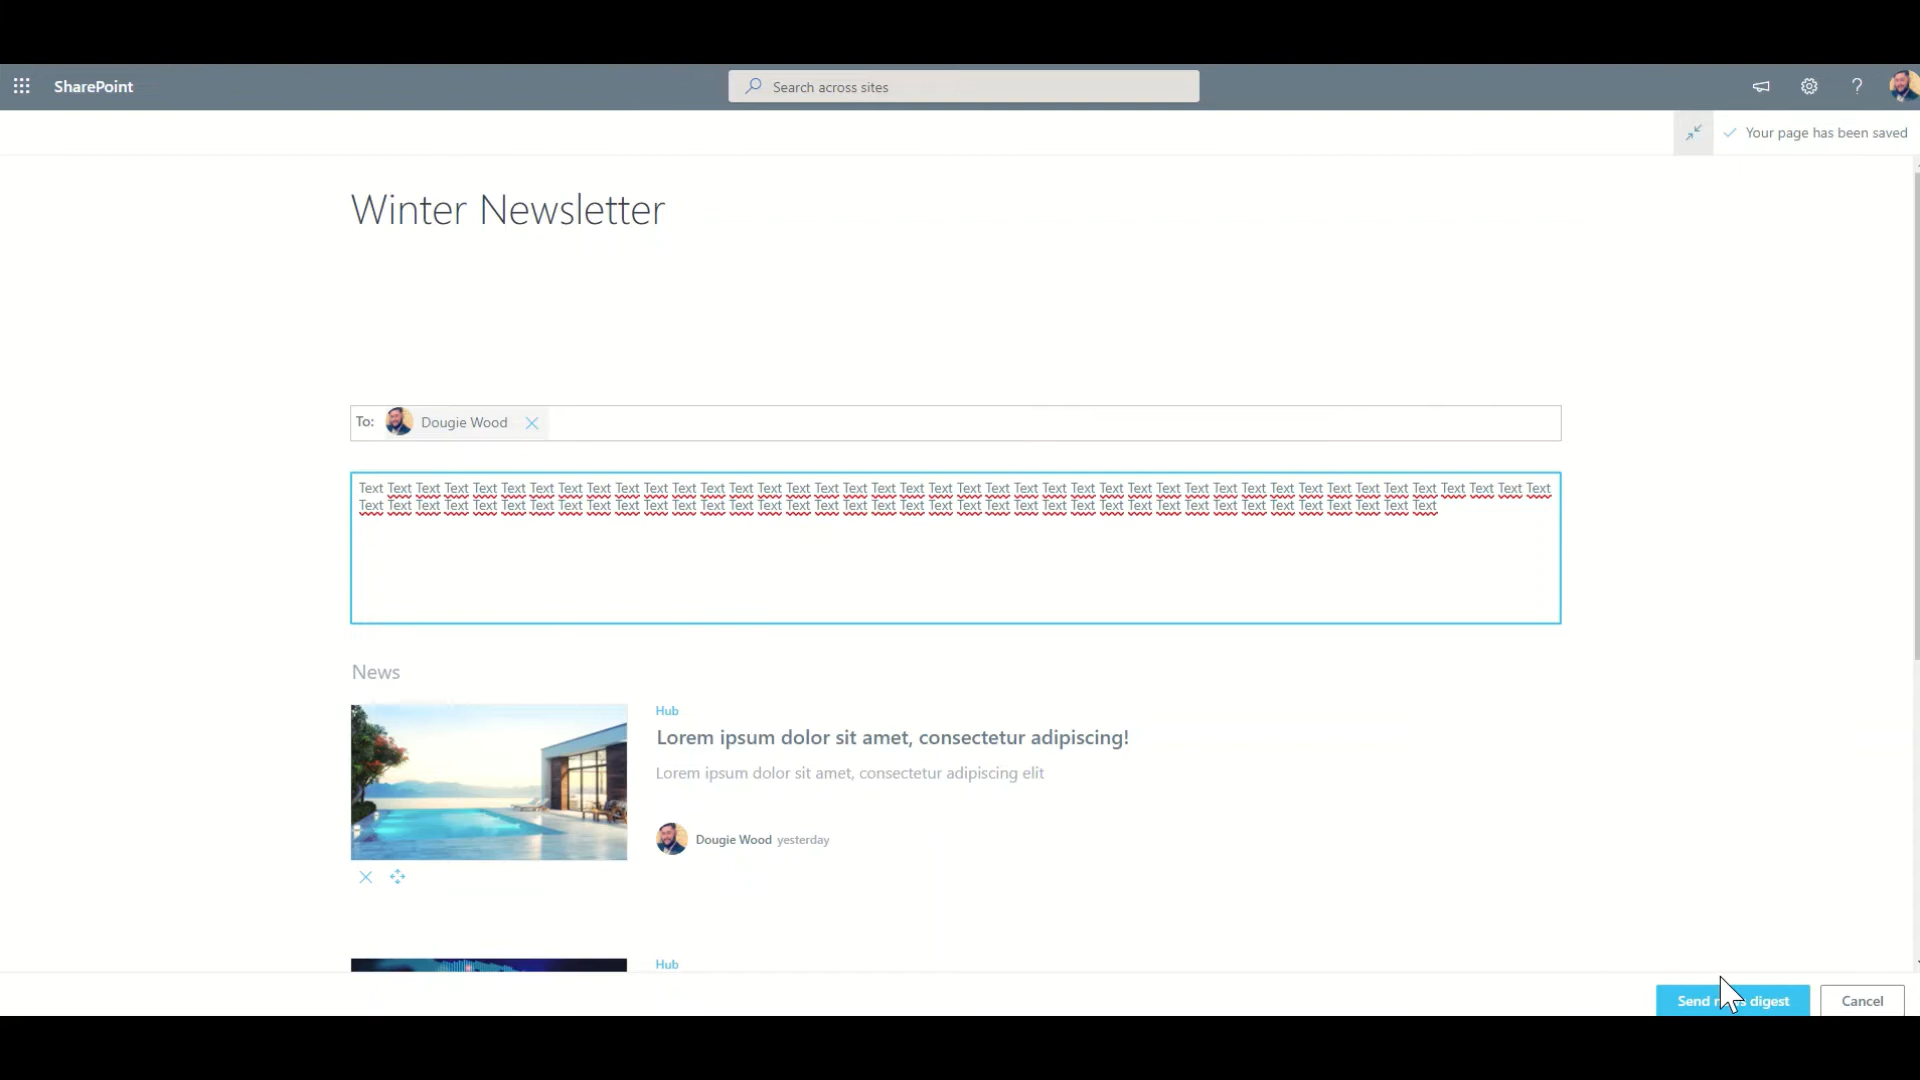 SharePoint
Search across sites
?
Your page has been saved
Winter Newsletter
To: Dougie Wood
Text Text Text Text Text Text Text Text Text Text Text Text Text Text Text Text Text Text Text Text Text Text Text Text Text Text Text Text Text Text Text Text Text Text Text Text Text Text Text Text Text Text
Text Text Text Text Text Text Text Text Text Text Text Text Text Text Text Text Text Text Text Text Text Text Text Text Text Text Text Text Text Text Text Text Text Text Text Text Text Text
News
Hub
Lorem ipsum dolor sit amet, consectetur adipiscing!
Lorem ipsum dolor sit amet, consectetur adipiscing elit
Dougie Wood yesterday
Hub
Send digest
Cancel